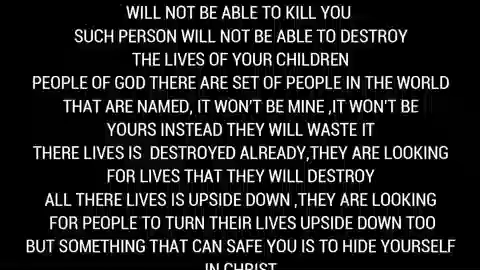 WILL NOT BE ABLE TO KILL YOU
SUCH PERSON WILL NOT BE ABLE TO DESTROY
THE LIVES OF YOUR CHILDREN
PEOPLE OF GOD THERE ARE SET OF PEOPLE IN THE WORLD
THAT ARE NAMED, IT WON'T BE MINE ,IT WON'T BE
YOURS INSTEAD THEY WILL WASTE IT
THERE LIVES IS DESTROYED ALREADY,THEY ARE LOOKING
FOR LIVES THAT THEY WILL DESTROY
ALL THERE LIVES IS UPSIDE DOWN ,THEY ARE LOOKING
FOR PEOPLE TO TURN THEIR LIVES UPSIDE DOWN TOO
BUT SOMETHING THAT CAN SAFE YOU IS TO HIDE YOURSELF
IN CHRIST